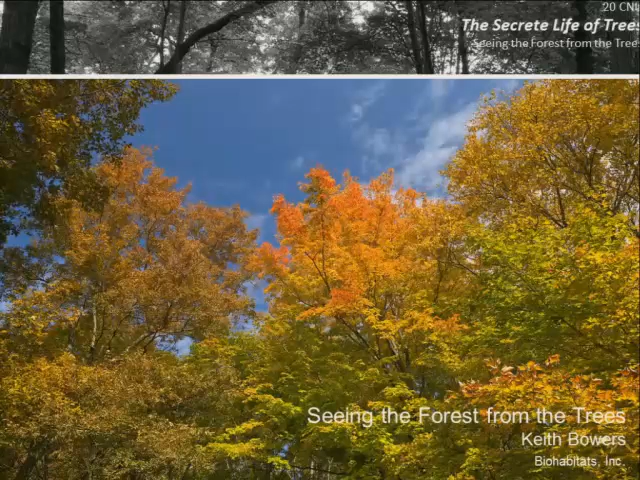 20 CNL
The Secrete Life of Trees
Seeing the Forest from the Trees
Seeing the Forest from the Trees
Keith Bowers
Biohabitats, Inc.